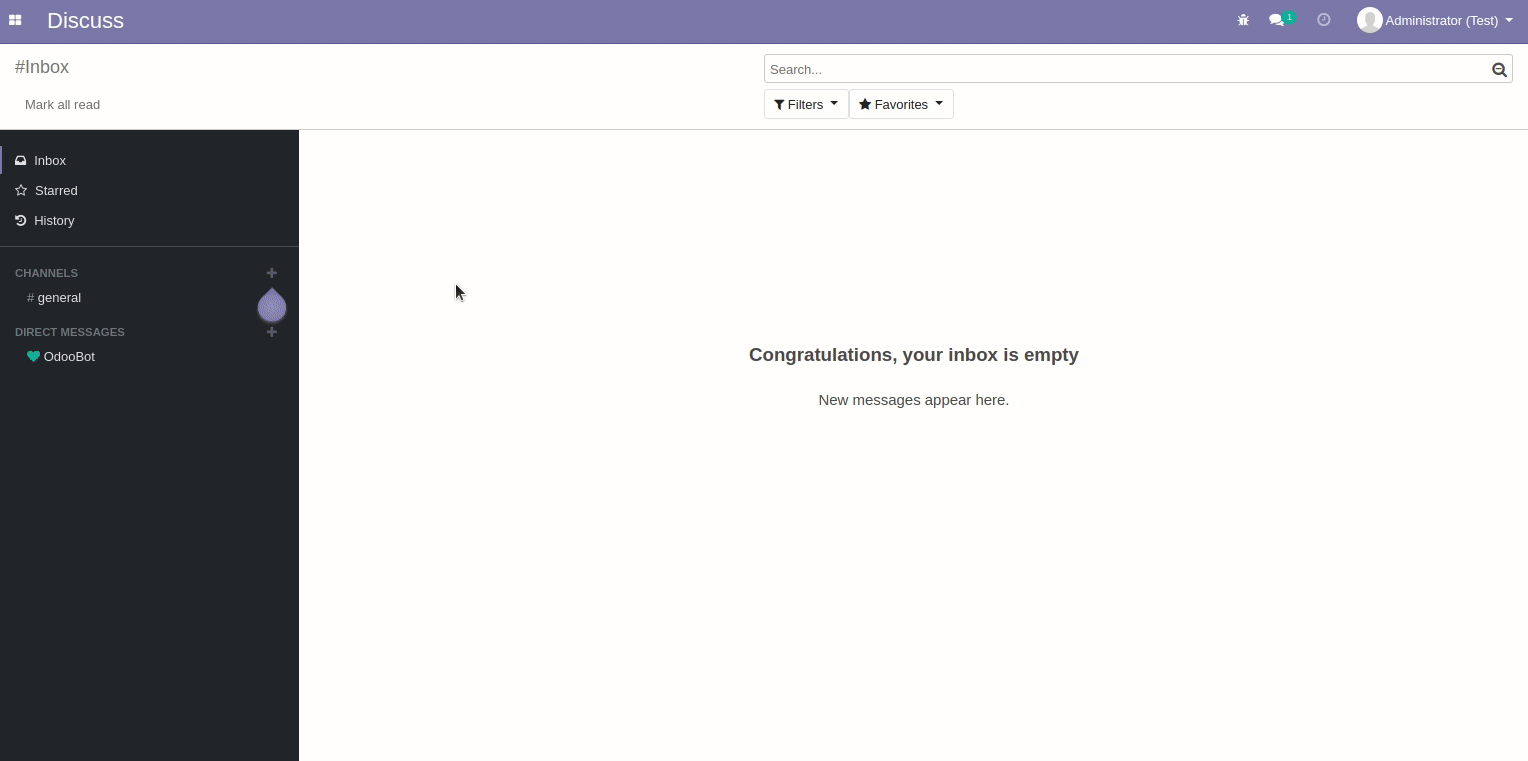 Discuss
1
Administrator (Test)
#Inbox
Search...
Mark all read
Filters
Favorites
Inbox
Starred
History
CHANNELS
# general
DIRECT MESSAGES
OdooBot
Congratulations, your inbox is empty
New messages appear here.